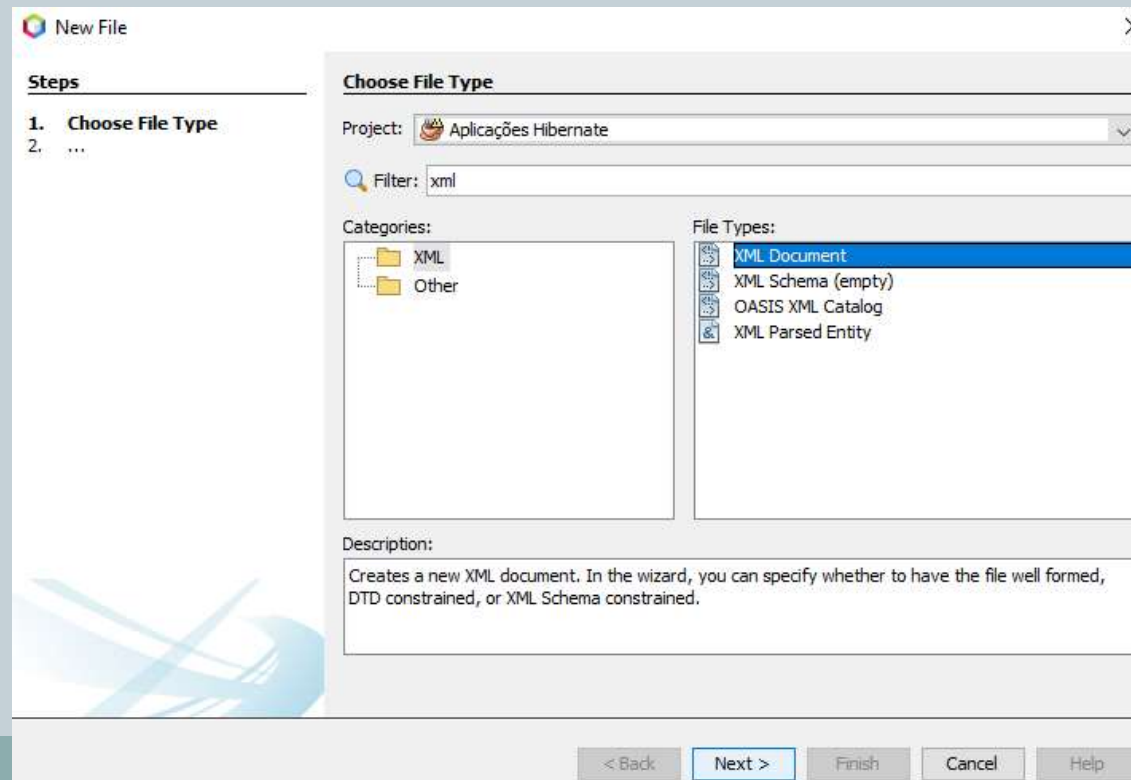 New File
Steps
1. Choose File Type
2. ...
Choose File Type
Project: Aplicações Hibernate
Filter: xml
Categories:
XML
Other
File Types:
XML Document
XML Schema (empty)
OASIS XML Catalog
XML Parsed Entity
Description:
Creates a new XML document. In the wizard, you can specify whether to have the file well formed,
DTD constrained, or XML Schema constrained.
< Back Next > Finish Cancel Help